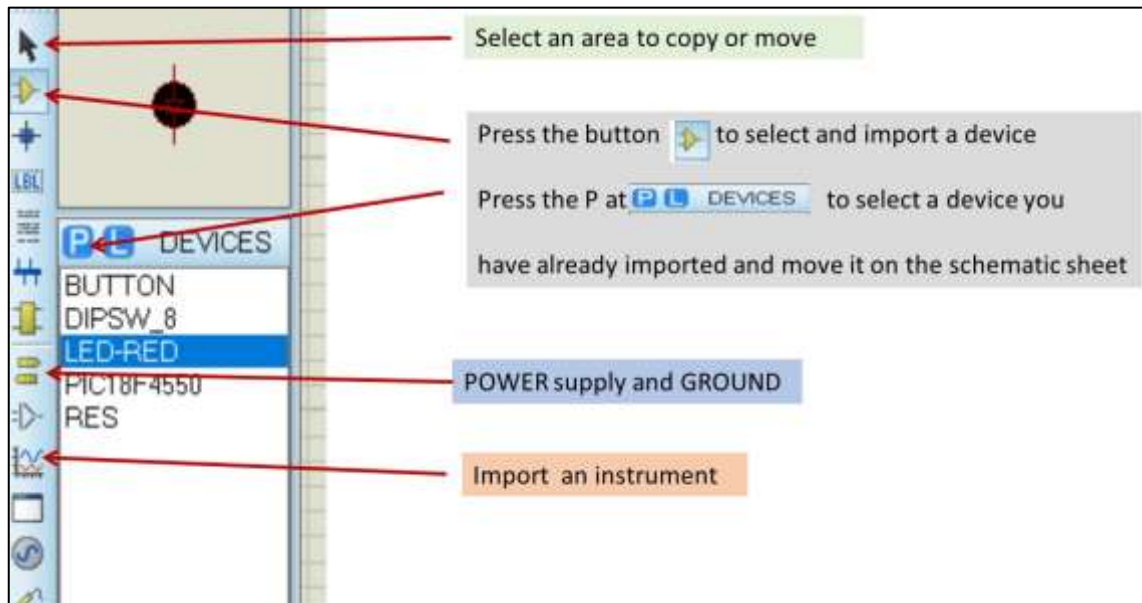 Select an area to copy or move
Press the button to select and import a device
Press the P at P L DEVICES to select a device you
have already imported and move it on the schematic sheet
LBL
P L DEVICES
BUTTON
DIPSW_8
LED-RED
PIC18F4550
RES
POWER supply and GROUND
Import an instrument